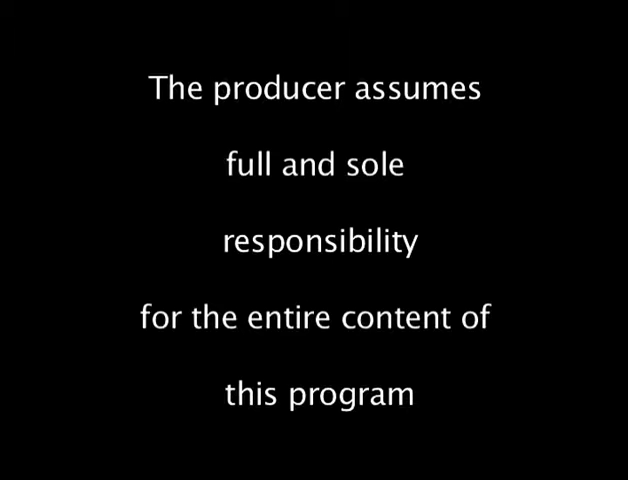 The producer assumes
full and sole
responsibility
for the entire content of
this program